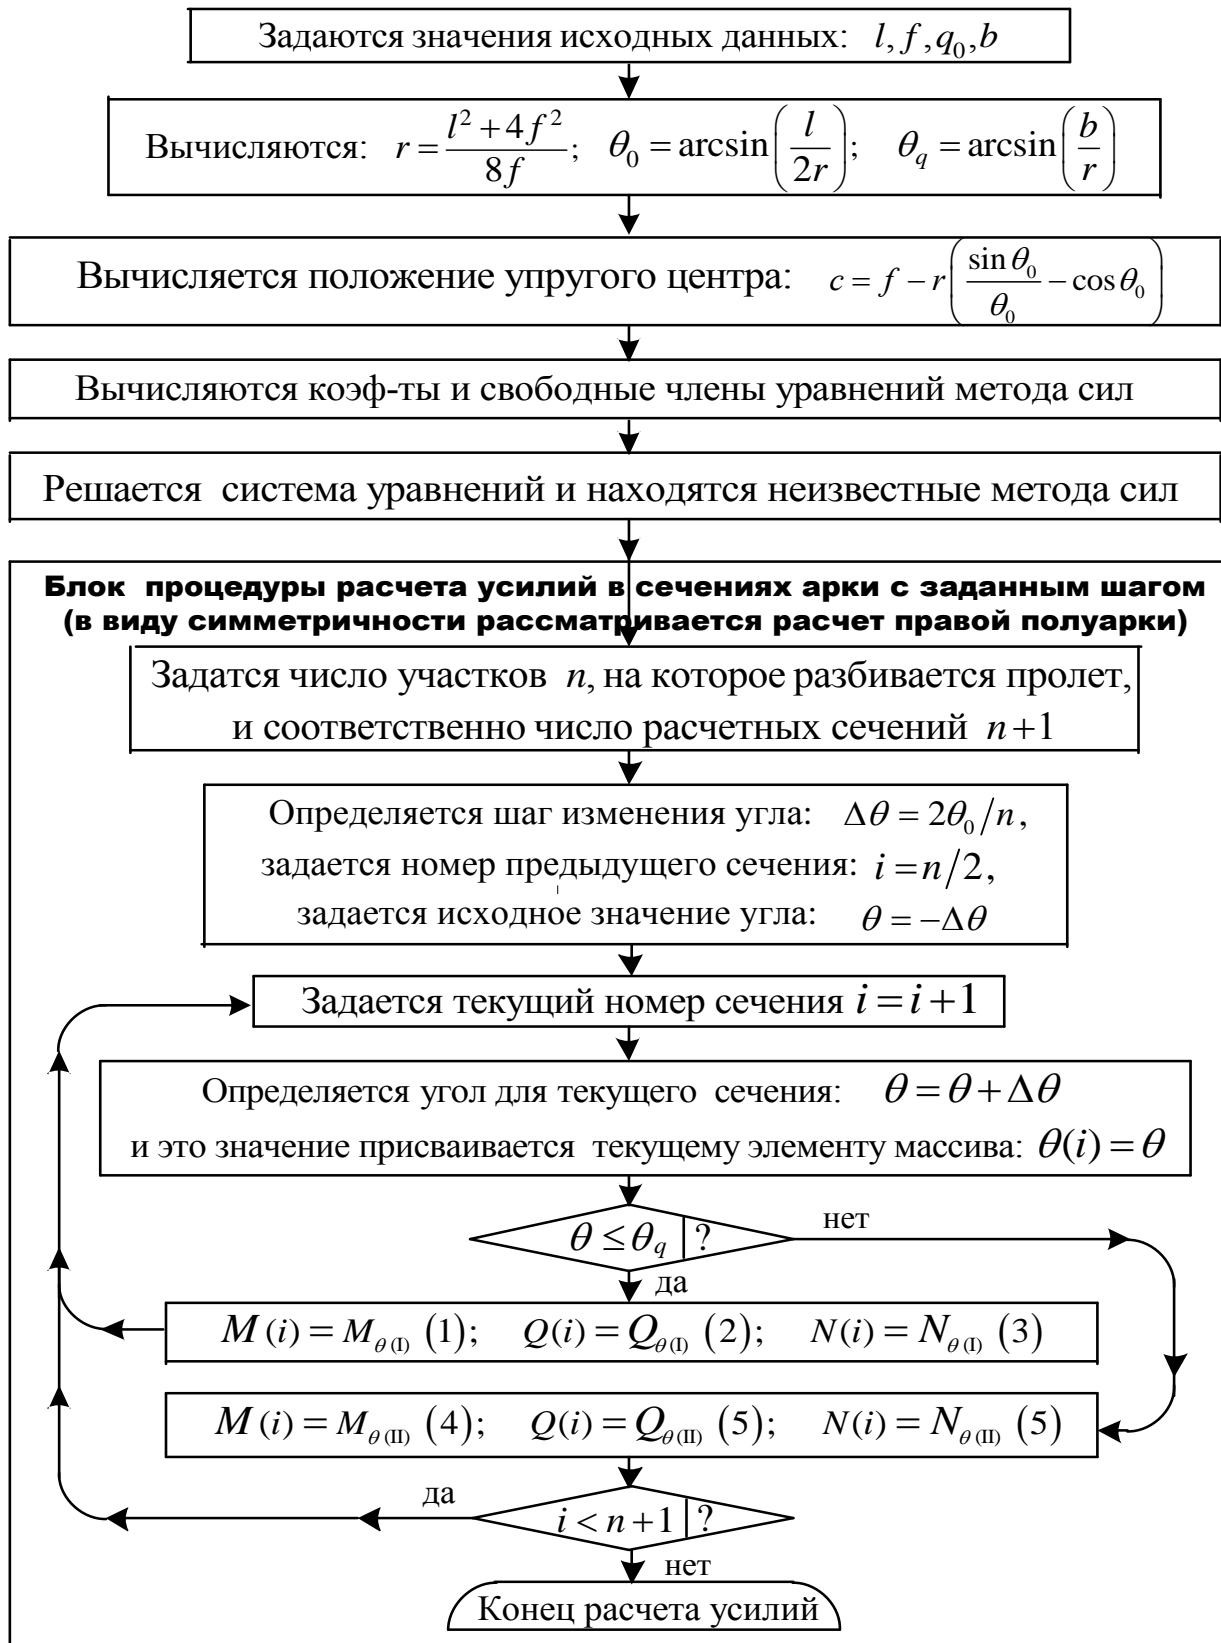 Задаются значения исходных данных: l, f, q₀, b
Вычисляются: r = (l² + 4f²)/(8f); θ₀ = arcsin(l/(2r)); θ_q = arcsin(b/r)
Вычисляется положение упругого центра: c = f − r(sin θ₀/θ₀ − cos θ₀)
Вычисляются коэф-ты и свободные члены уравнений метода сил
Решается система уравнений и находятся неизвестные метода сил
Блок процедуры расчета усилий в сечениях арки с заданным шагом
(в виду симметричности рассматривается расчет правой полуарки)
Задатся число участков n, на которое разбивается пролет,
и соответственно число расчетных сечений n+1
Определяется шаг изменения угла: Δθ = 2θ₀/n,
задается номер предыдущего сечения: i = n/2,
задается исходное значение угла: θ = −Δθ
Задается текущий номер сечения i = i+1
Определяется угол для текущего сечения: θ = θ + Δθ
и это значение присваивается текущему элементу массива: θ(i) = θ
θ ≤ θ_q | ?
нет
да
M(i) = M_θ(I) (1); Q(i) = Q_θ(I) (2); N(i) = N_θ(I) (3)
M(i) = M_θ(II) (4); Q(i) = Q_θ(II) (5); N(i) = N_θ(II) (5)
да
i < n+1 | ?
нет
Конец расчета усилий